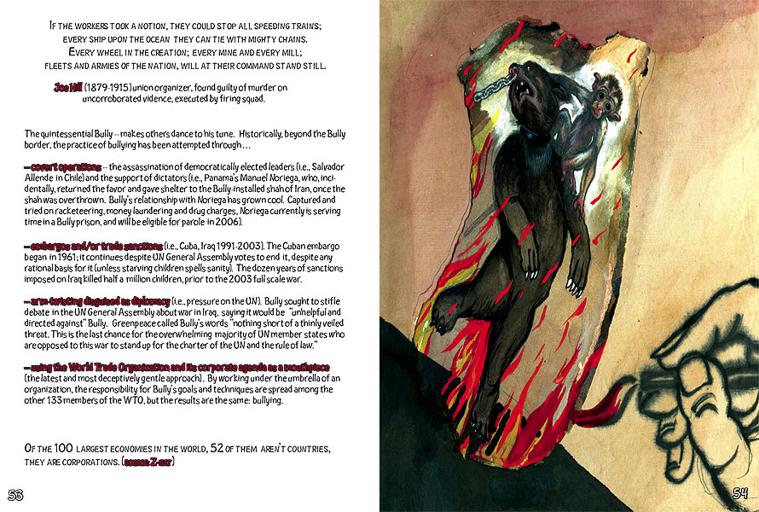 IF THE WORKERS TOOK A NOTION, THEY COULD STOP ALL SPEEDING TRAINS;
EVERY SHIP UPON THE OCEAN THEY CAN TIE WITH MIGHTY CHAINS.
EVERY WHEEL IN THE CREATION; EVERY MINE AND EVERY MILL;
FLEETS AND ARMIES OF THE NATION, WILL AT THEIR COMMAND STAND STILL.
Joe Hill (1879-1915) union organizer, found guilty of murder on
uncorroborated vidence, executed by firing squad.
The quintessential Bully -- makes others dance to his tune. Historically, beyond the Bully
border, the practice of bullying has been attempted through...
-- covert operations -- the assassination of democratically elected leaders (i.e., Salvador
Allende in Chile) and the support of dictators (i.e., Panama's Manuel Noriega, who, inci-
dentally, returned the favor and gave shelter to the Bully-installed shah of Iran, once the
shah was overthrown. Bully's relationship with Noriega has grown cool. Captured and
tried on racketeering, money laundering and drug charges, Noriega currently is serving
time in a Bully prison, and will be eligible for parole in 2006).
-- embargos and/or trade sanctions (i.e., Cuba, Iraq 1991-2003). The Cuban embargo
began in 1961; it continues despite UN General Assembly votes to end it, despite any
rational basis for it (unless starving children spells sanity). The dozen years of sanctions
imposed on Iraq killed half a million children, prior to the 2003 full scale war.
-- arm-twisting disguised as diplomacy (i.e., pressure on the UN). Bully sought to stifle
debate in the UN General Assembly about war in Iraq, saying it would be "unhelpful and
directed against" Bully. Greenpeace called Bully's words "nothing short of a thinly veiled
threat. This is the last chance for the overwhelming majority of UN member states who
are opposed to this war to stand up for the charter of the UN and the rule of law."
-- using the World Trade Organization and its corporate agenda as a mouthpiece
(the latest and most deceptively gentle approach). By working under the umbrella of an
organization, the responsibility for Bully's goals and techniques are spread among the
other 133 members of the WTO, but the results are the same: bullying.
OF THE 100 LARGEST ECONOMIES IN THE WORLD, 52 OF THEM AREN'T COUNTRIES,
THEY ARE CORPORATIONS. (source Z-net)
53
54